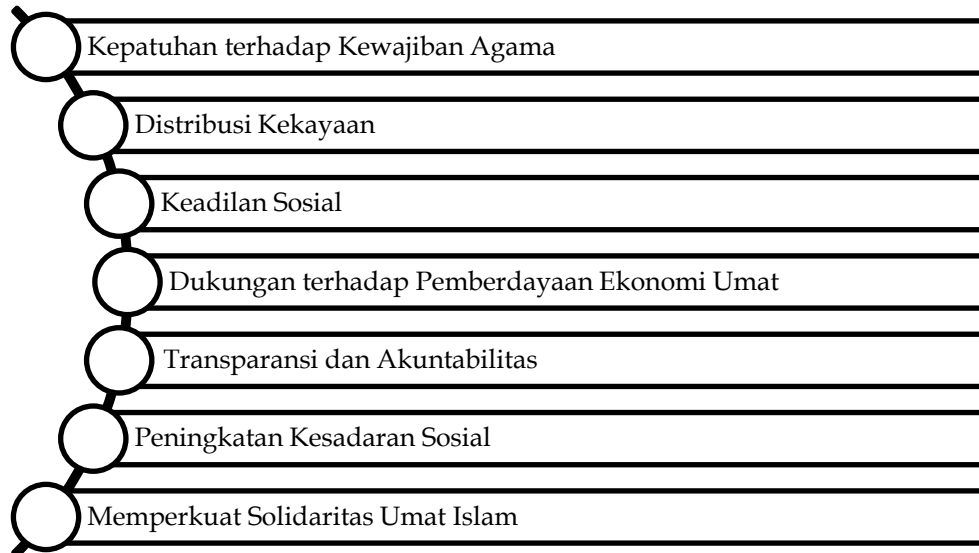 Kepatuhan terhadap Kewajiban Agama
Distribusi Kekayaan
Keadilan Sosial
Dukungan terhadap Pemberdayaan Ekonomi Umat
Transparansi dan Akuntabilitas
Peningkatan Kesadaran Sosial
Memperkuat Solidaritas Umat Islam